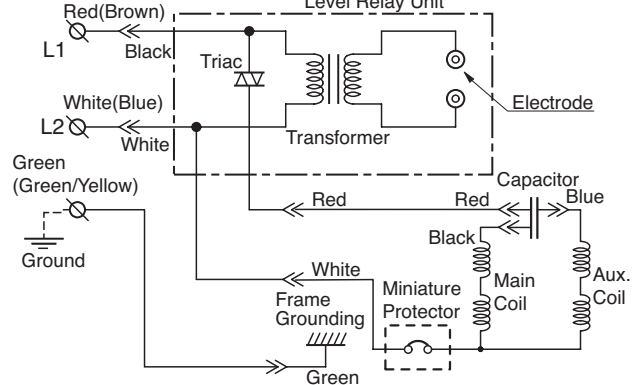 Level Relay Unit
Red(Brown)
L1
Black
Triac
White(Blue)
L2
White
Transformer
Electrode
Green
(Green/Yellow)
Ground
Red
Red
Capacitor
Blue
Black
White
Main
Coil
Aux.
Coil
Miniature
Protector
Frame
Grounding
Green